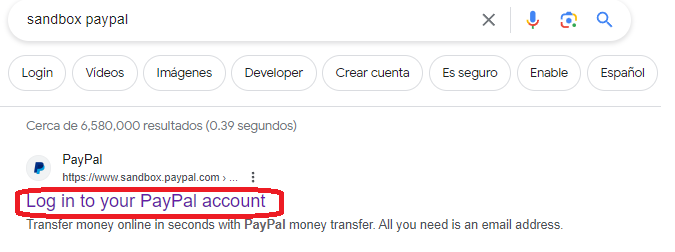 sandbox paypal
Login Vídeos Imágenes Developer Crear cuenta Es seguro Enable Español
Cerca de 6,580,000 resultados (0.39 segundos)
PayPal
https://www.sandbox.paypal.com › ...
Log in to your PayPal account
Transfer money online in seconds with PayPal money transfer. All you need is an email address.